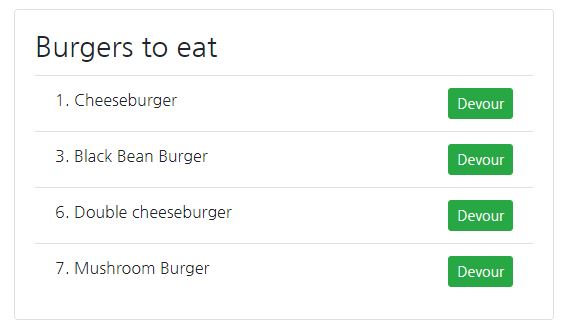 Burgers to eat
1. Cheeseburger Devour
3. Black Bean Burger Devour
6. Double cheeseburger Devour
7. Mushroom Burger Devour